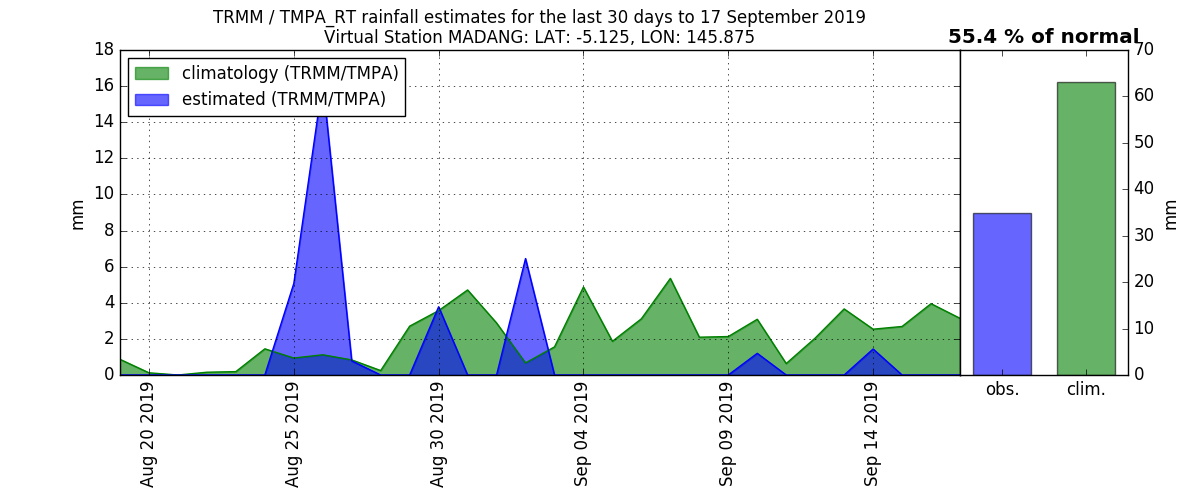 TRMM / TMPA_RT rainfall estimates for the last 30 days to 17 September 2019
Virtual Station MADANG: LAT: -5.125, LON: 145.875
55.4 % of normal
climatology (TRMM/TMPA)
estimated (TRMM/TMPA)
18
16
14
12
10
8
6
4
2
0
mm
Aug 20 2019
Aug 25 2019
Aug 30 2019
Sep 04 2019
Sep 09 2019
Sep 14 2019
obs.
clim.
70
60
50
40
30
20
10
0
mm